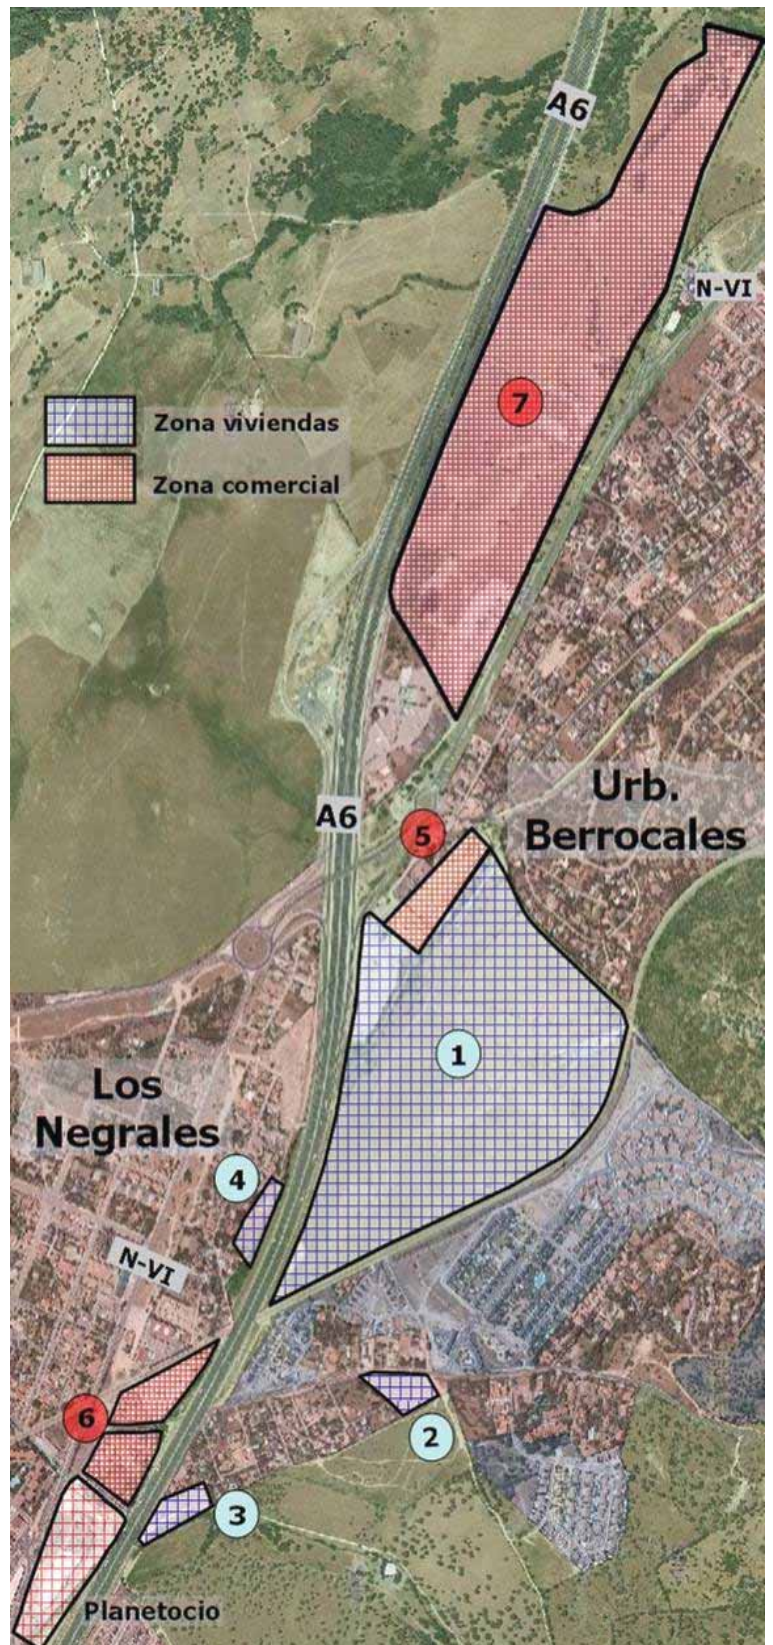 A6
N-VI
7
Zona viviendas
Zona comercial
A6
Urb.
Berrocales
5
1
Los
Negrales
4
N-VI
6
2
3
Planetocio